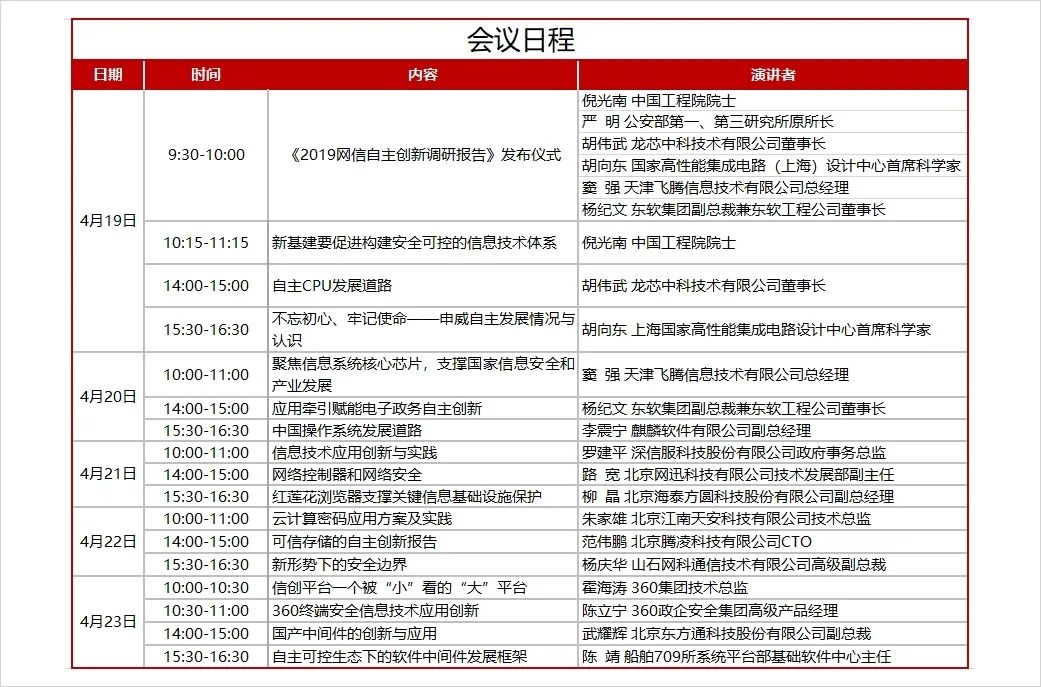 会议日程
日期 时间 内容 演讲者
4月19日
9:30-10:00 《2019网信自主创新调研报告》发布仪式
倪光南 中国工程院院士
严 明 公安部第一、第三研究所原所长
胡伟武 龙芯中科技术有限公司董事长
胡向东 国家高性能集成电路（上海）设计中心首席科学家
窦 强 天津飞腾信息技术有限公司总经理
杨纪文 东软集团副总裁兼东软工程公司董事长
10:15-11:15 新基建要促进构建安全可控的信息技术体系 倪光南 中国工程院院士
14:00-15:00 自主CPU发展道路 胡伟武 龙芯中科技术有限公司董事长
15:30-16:30 不忘初心、牢记使命——申威自主发展情况与
认识 胡向东 上海国家高性能集成电路设计中心首席科学家
4月20日
10:00-11:00 聚焦信息系统核心芯片，支撑国家信息安全和
产业发展 窦 强 天津飞腾信息技术有限公司总经理
14:00-15:00 应用牵引赋能电子政务自主创新 杨纪文 东软集团副总裁兼东软工程公司董事长
15:30-16:30 中国操作系统发展道路 李震宁 麒麟软件有限公司副总经理
4月21日
10:00-11:00 信息技术应用创新与实践 罗建平 深信服科技股份有限公司政府事务总监
14:00-15:00 网络控制器和网络安全 路 宽 北京网迅科技有限公司技术发展部副主任
15:30-16:30 红莲花浏览器支撑关键信息基础设施保护 柳 晶 北京海泰方圆科技股份有限公司副总经理
4月22日
10:00-11:00 云计算密码应用方案及实践 朱家雄 北京江南天安科技有限公司技术总监
14:00-15:00 可信存储的自主创新报告 范伟鹏 北京腾凌科技有限公司CTO
15:30-16:30 新形势下的安全边界 杨庆华 山石网科通信技术有限公司高级副总裁
4月23日
10:00-10:30 信创平台一个被“小”看的“大”平台 霍海涛 360集团技术总监
10:30-11:00 360终端安全信息技术应用创新 陈立宁 360政企安全集团高级产品经理
14:00-15:00 国产中间件的创新与应用 武耀辉 北京东方通科技股份有限公司副总裁
15:30-16:30 自主可控生态下的软件中间件发展框架 陈 靖 船舶709所系统平台部基础软件中心主任